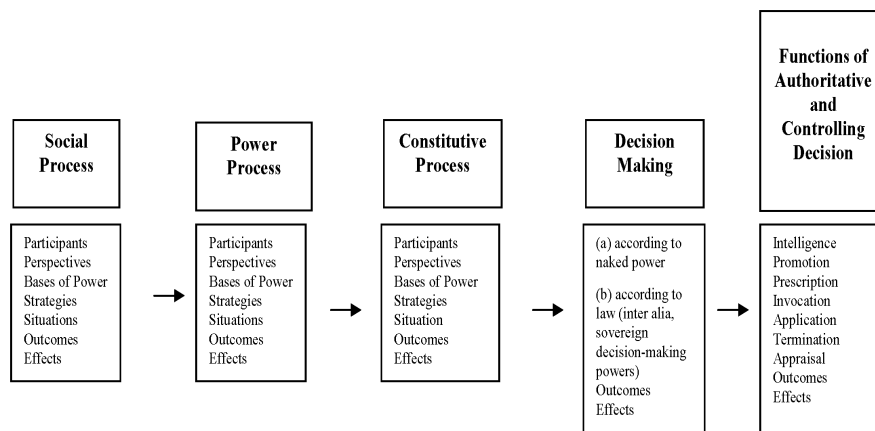 Social
Process
Participants
Perspectives
Bases of Power
Strategies
Situations
Outcomes
Effects
Power
Process
Participants
Perspectives
Bases of Power
Strategies
Situations
Outcomes
Effects
Constitutive
Process
Participants
Perspectives
Bases of Power
Strategies
Situation
Outcomes
Effects
Decision
Making
(a) according to
naked power
(b) according to
law (inter alia,
sovereign
decision-making
powers)
Outcomes
Effects
Functions of
Authoritative
and
Controlling
Decision
Intelligence
Promotion
Prescription
Invocation
Application
Termination
Appraisal
Outcomes
Effects